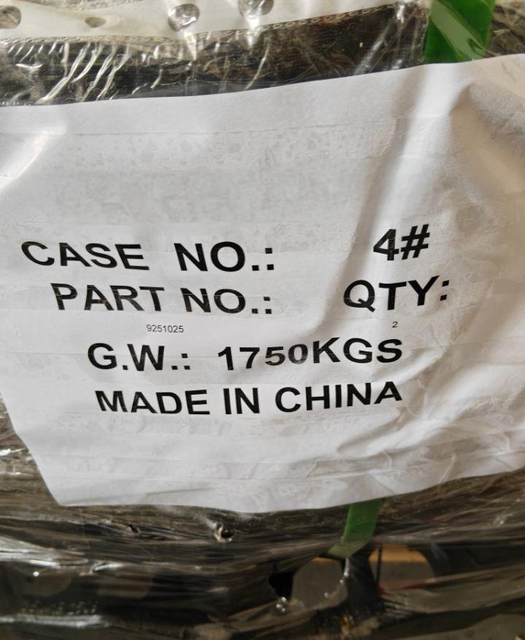 CASE NO.: 4#
PART NO.: QTY:
9251025 2
G.W.: 1750KGS
MADE IN CHINA